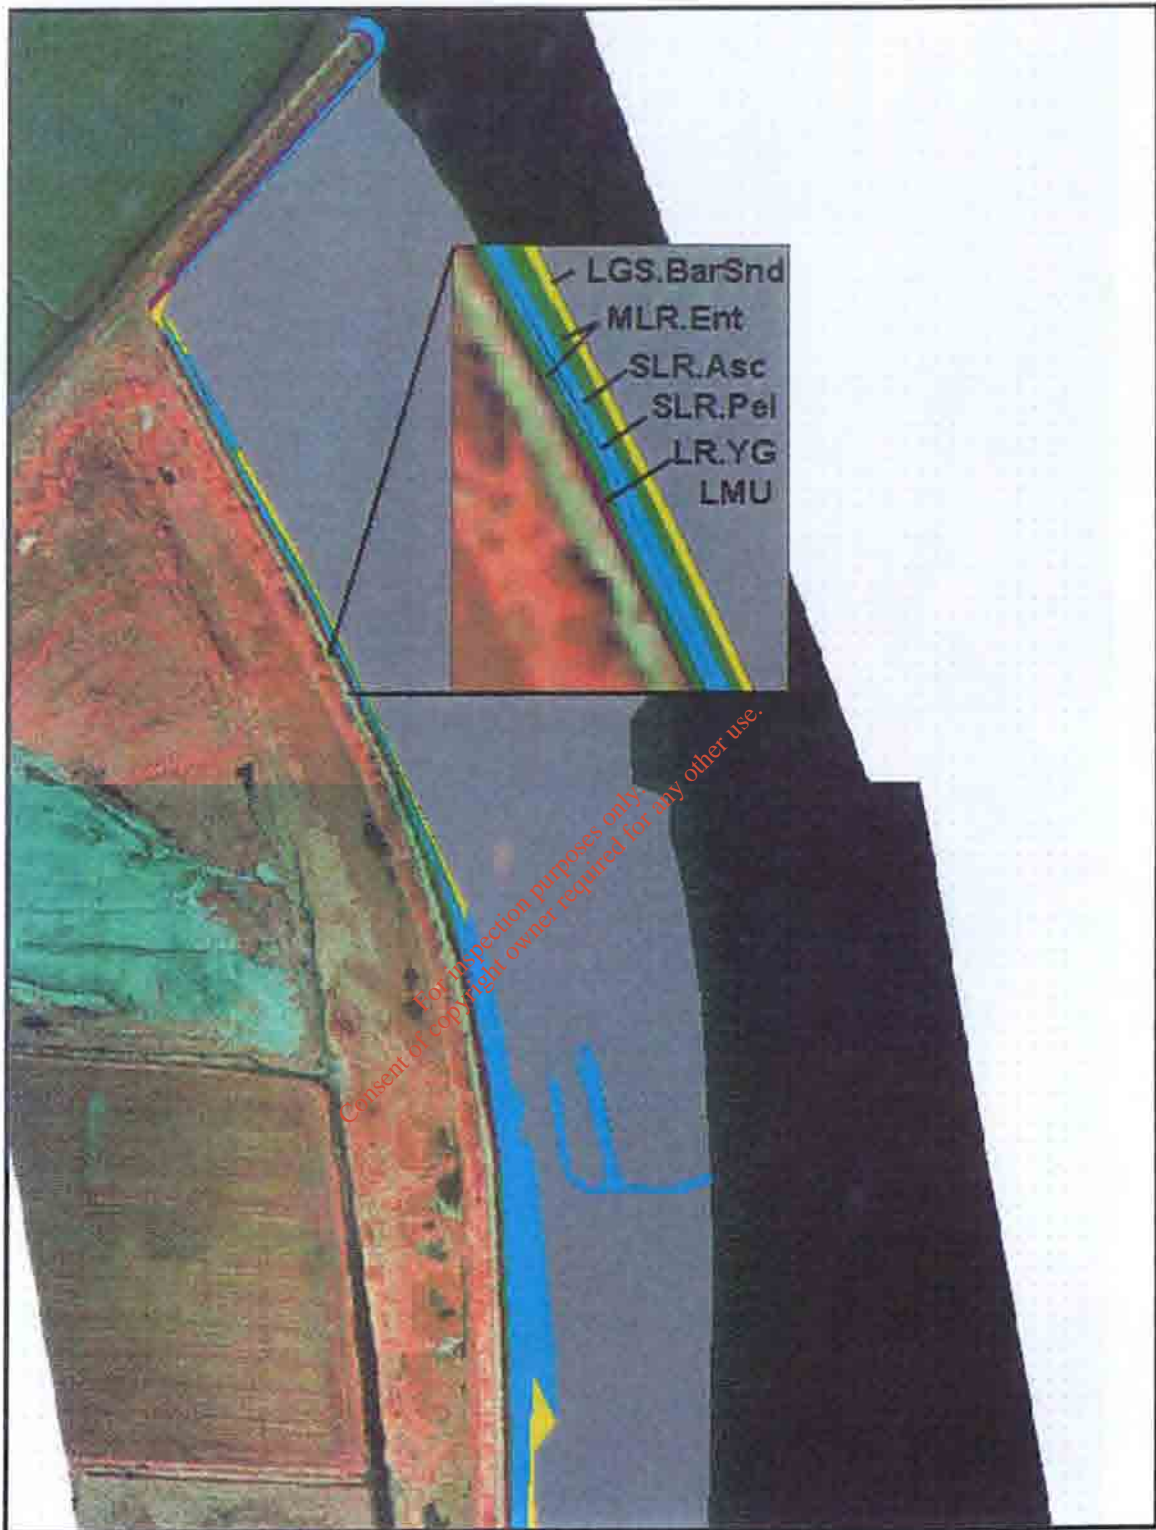 LGS.BarSnd
MLR.Ent
SLR.Asc
SLR.Pel
LR.YG
LMU
For inspection purposes only.
Consent of copyright owner required for any other use.